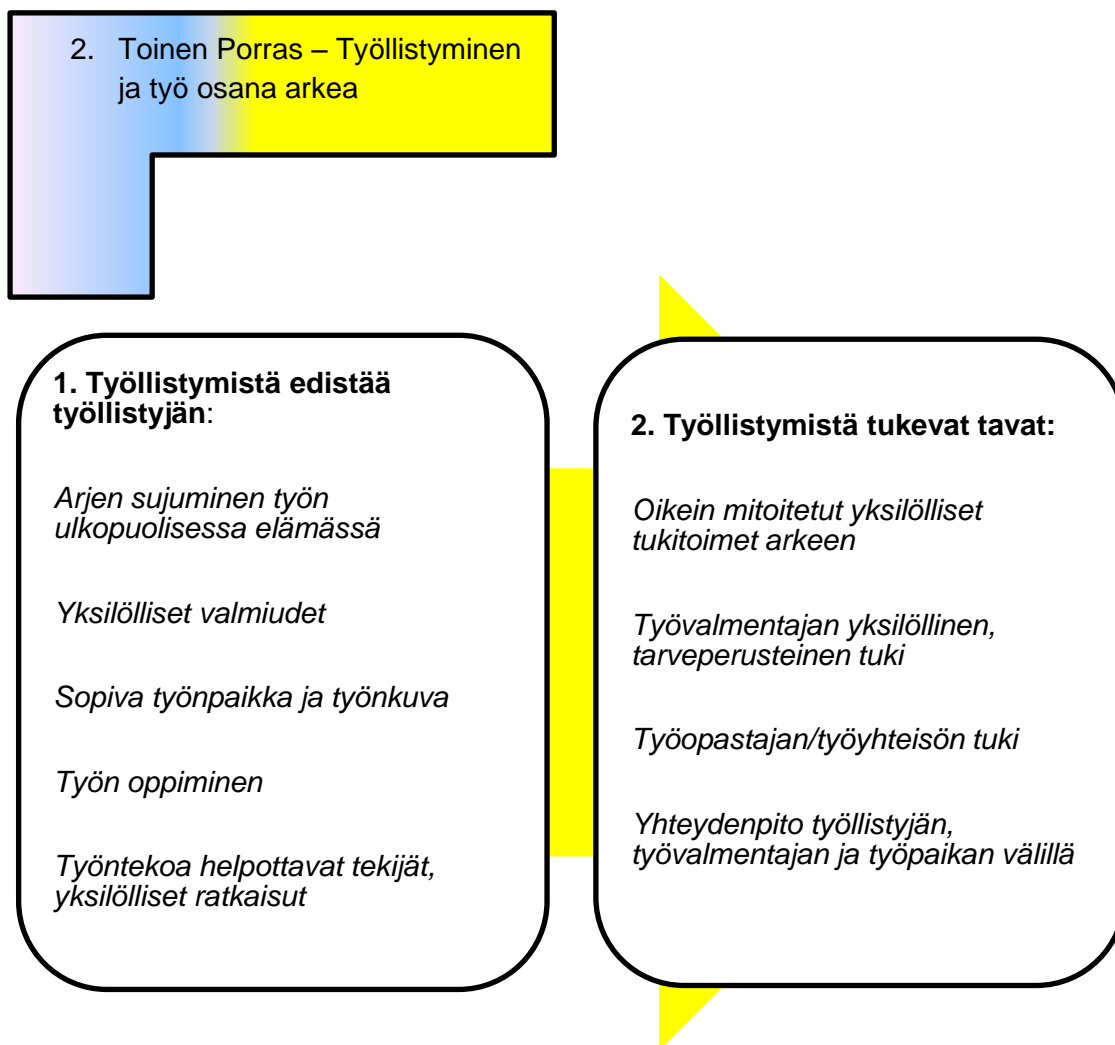 2. Toinen Porras – Työllistyminen
ja työ osana arkea
1. Työllistymistä edistää
työllistyjän:
Arjen sujuminen työn
ulkopuolisessa elämässä
Yksilölliset valmiudet
Sopiva työnpaikka ja työnkuva
Työn oppiminen
Työntekoa helpottavat tekijät,
yksilölliset ratkaisut
2. Työllistymistä tukevat tavat:
Oikein mitoitetut yksilölliset
tukitoimet arkeen
Työvalmentajan yksilöllinen,
tarveperusteinen tuki
Työopastajan/työyhteisön tuki
Yhteydenpito työllistyjän,
työvalmentajan ja työpaikan välillä